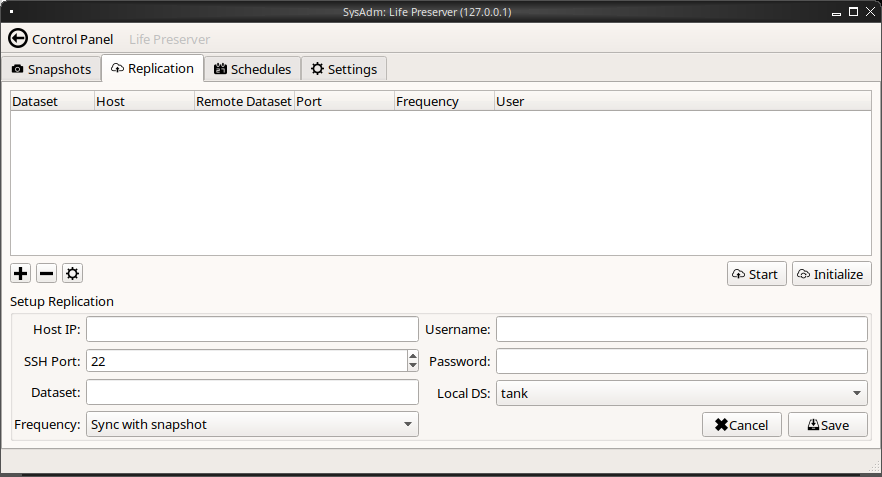 SysAdm: Life Preserver (127.0.0.1)
Control Panel Life Preserver
Snapshots Replication Schedules Settings
Dataset Host Remote Dataset Port Frequency User
Start Initialize
Setup Replication
Host IP: Username:
SSH Port: 22 Password:
Dataset: Local DS: tank
Frequency: Sync with snapshot Cancel Save